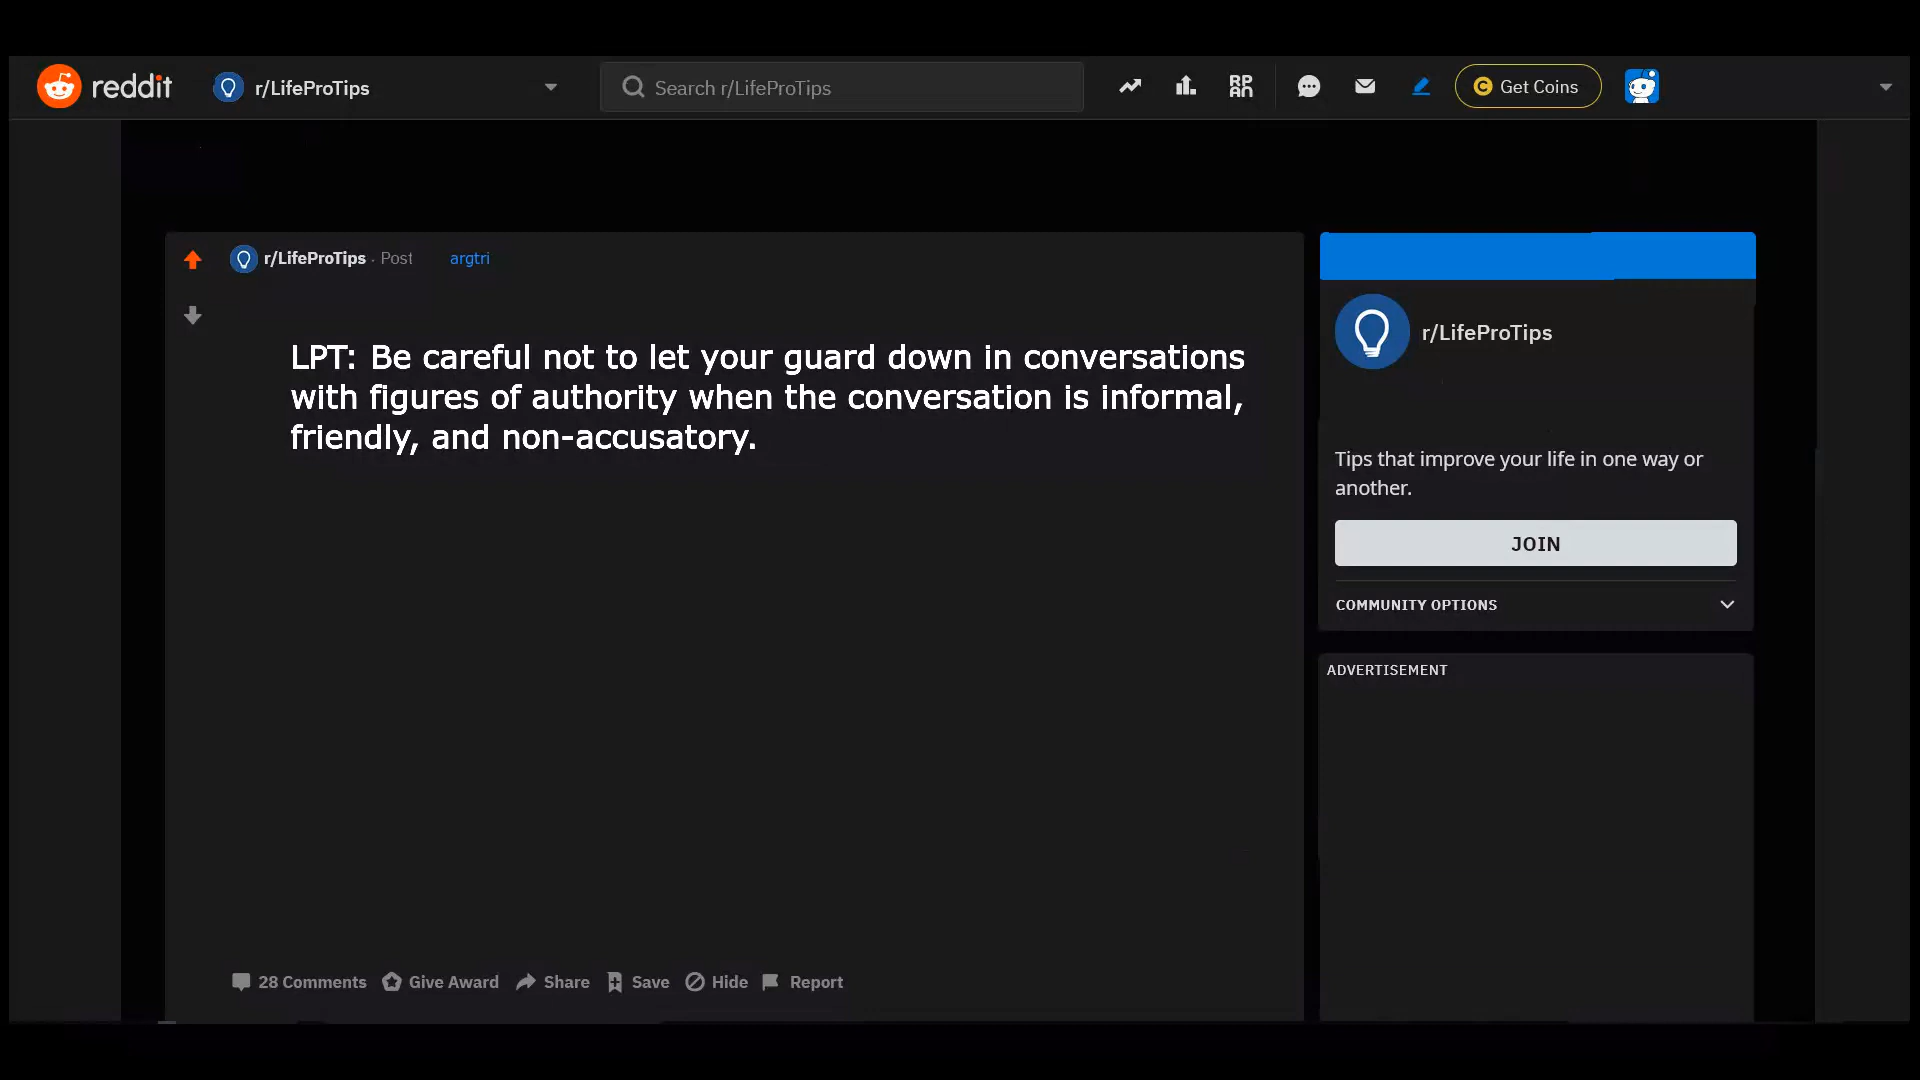 reddit
r/LifeProTips
Search r/LifeProTips
RPAN
Get Coins
r/LifeProTips · Post argtri
LPT: Be careful not to let your guard down in conversations
with figures of authority when the conversation is informal,
friendly, and non-accusatory.
28 Comments Give Award Share Save Hide Report
r/LifeProTips
Tips that improve your life in one way or
another.
JOIN
COMMUNITY OPTIONS
ADVERTISEMENT